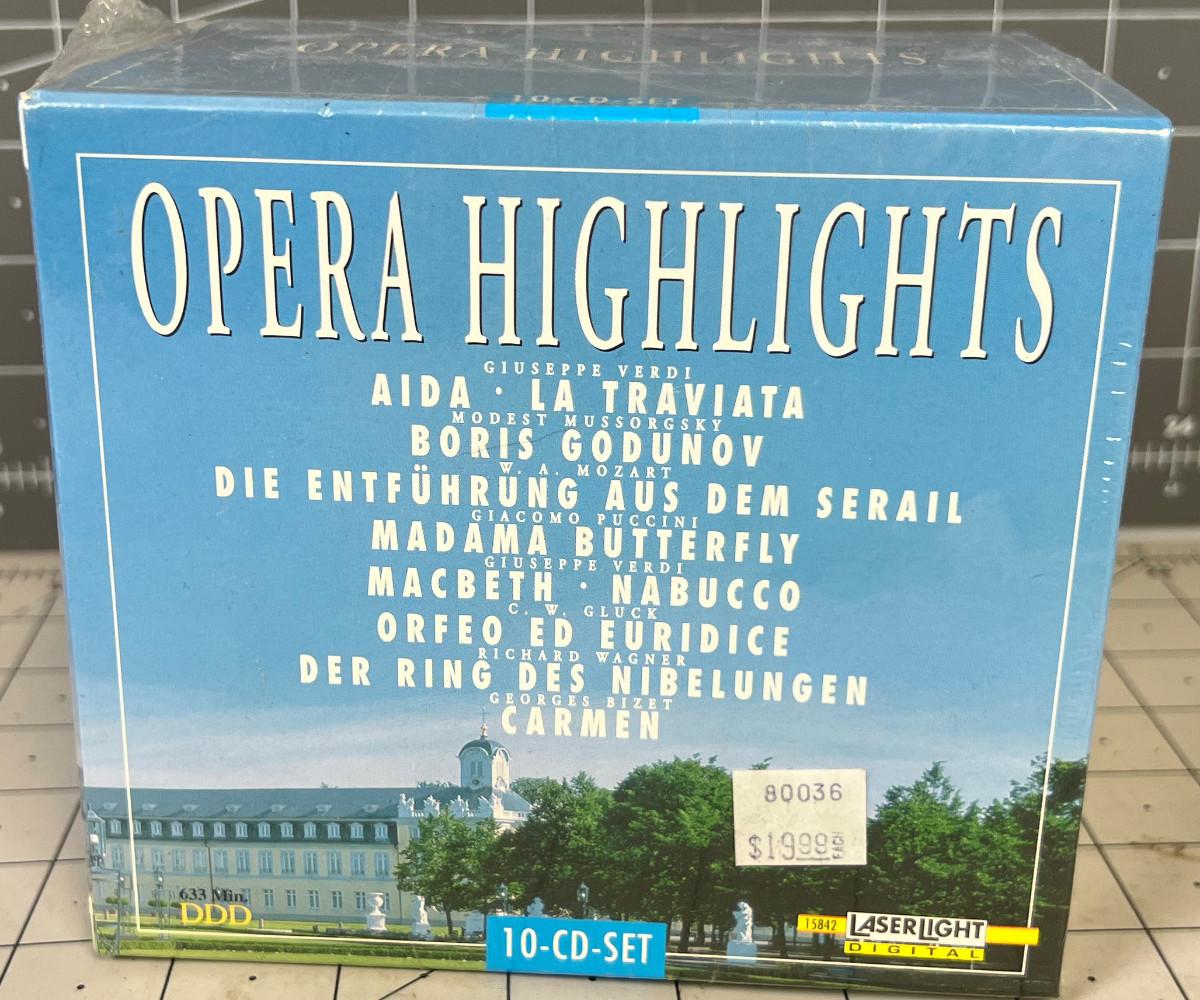 OPERA HIGHLIGHTS
10-CD-SET
OPERA HIGHLIGHTS
GIUSEPPE VERDI
AIDA · LA TRAVIATA
MODEST MUSSORGSKY
BORIS GODUNOV
W. A. MOZART
DIE ENTFÜHRUNG AUS DEM SERAIL
GIACOMO PUCCINI
MADAMA BUTTERFLY
GIUSEPPE VERDI
MACBETH · NABUCCO
C. W. GLUCK
ORFEO ED EURIDICE
RICHARD WAGNER
DER RING DES NIBELUNGEN
GEORGES BIZET
CARMEN
80036
$19.99 EACH
633 Min.
DDD
10-CD-SET
15842
LASERLIGHT
DIGITAL
24